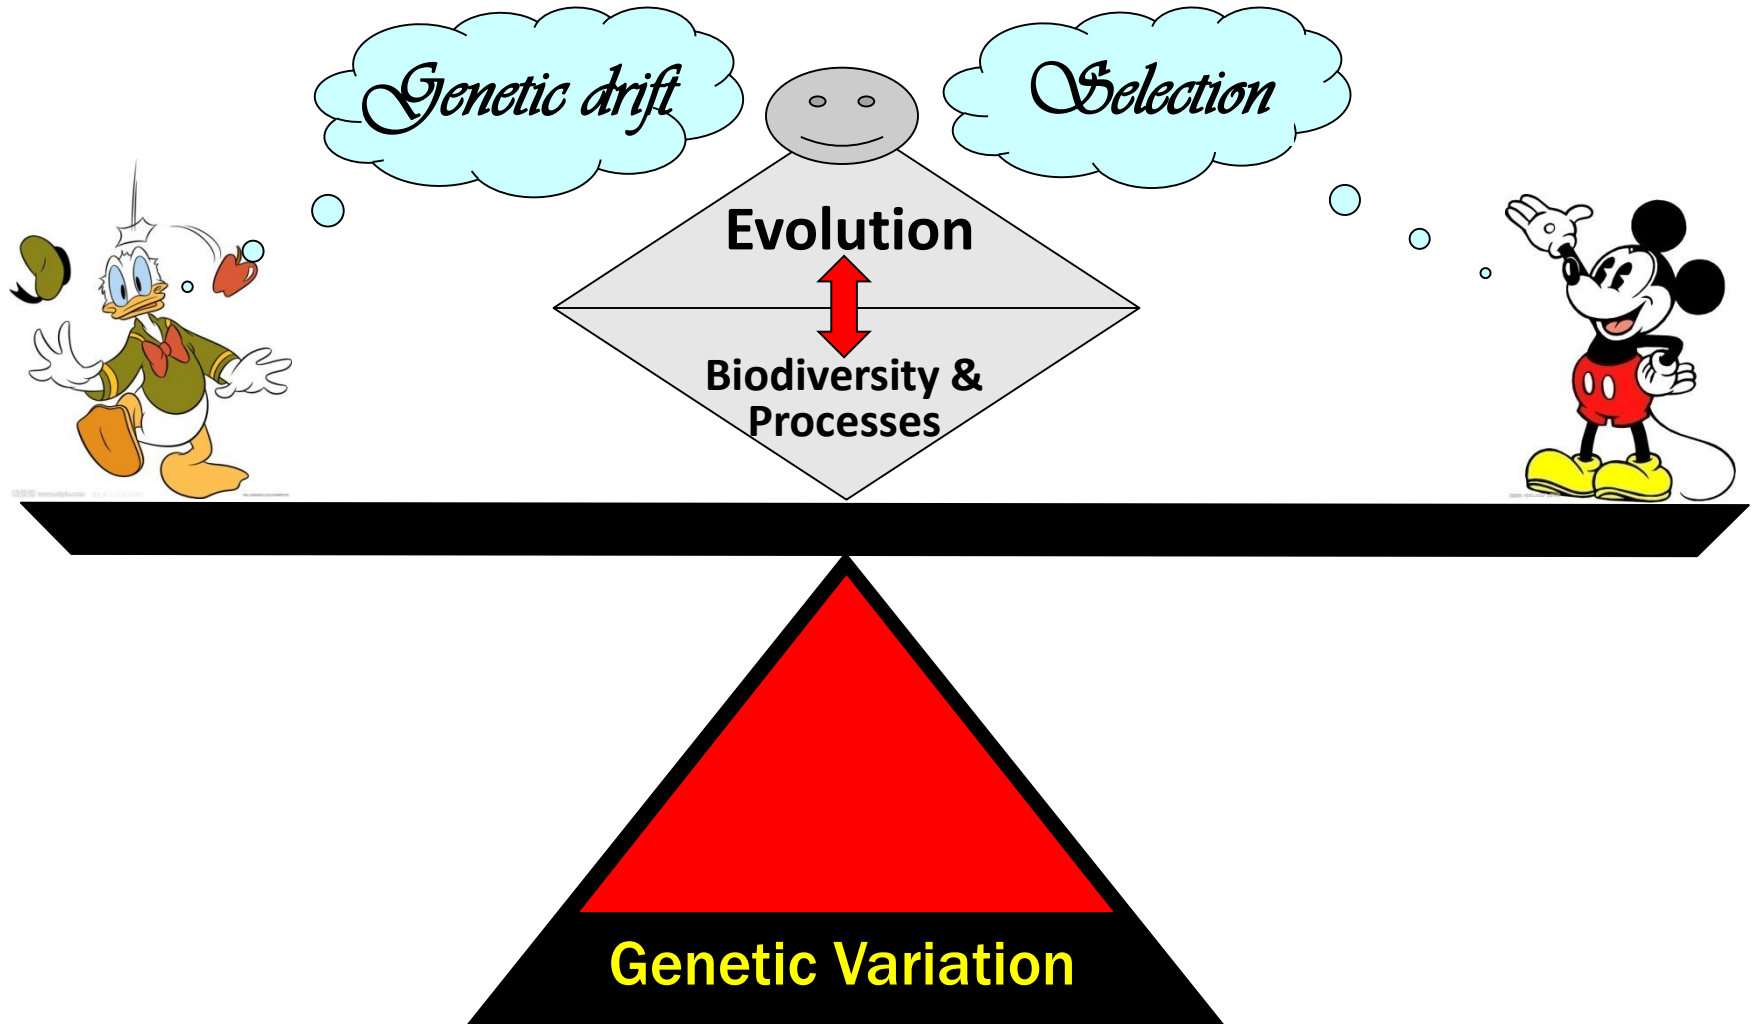 Genetic drift
Selection
Evolution
Biodiversity &
Processes
Genetic Variation